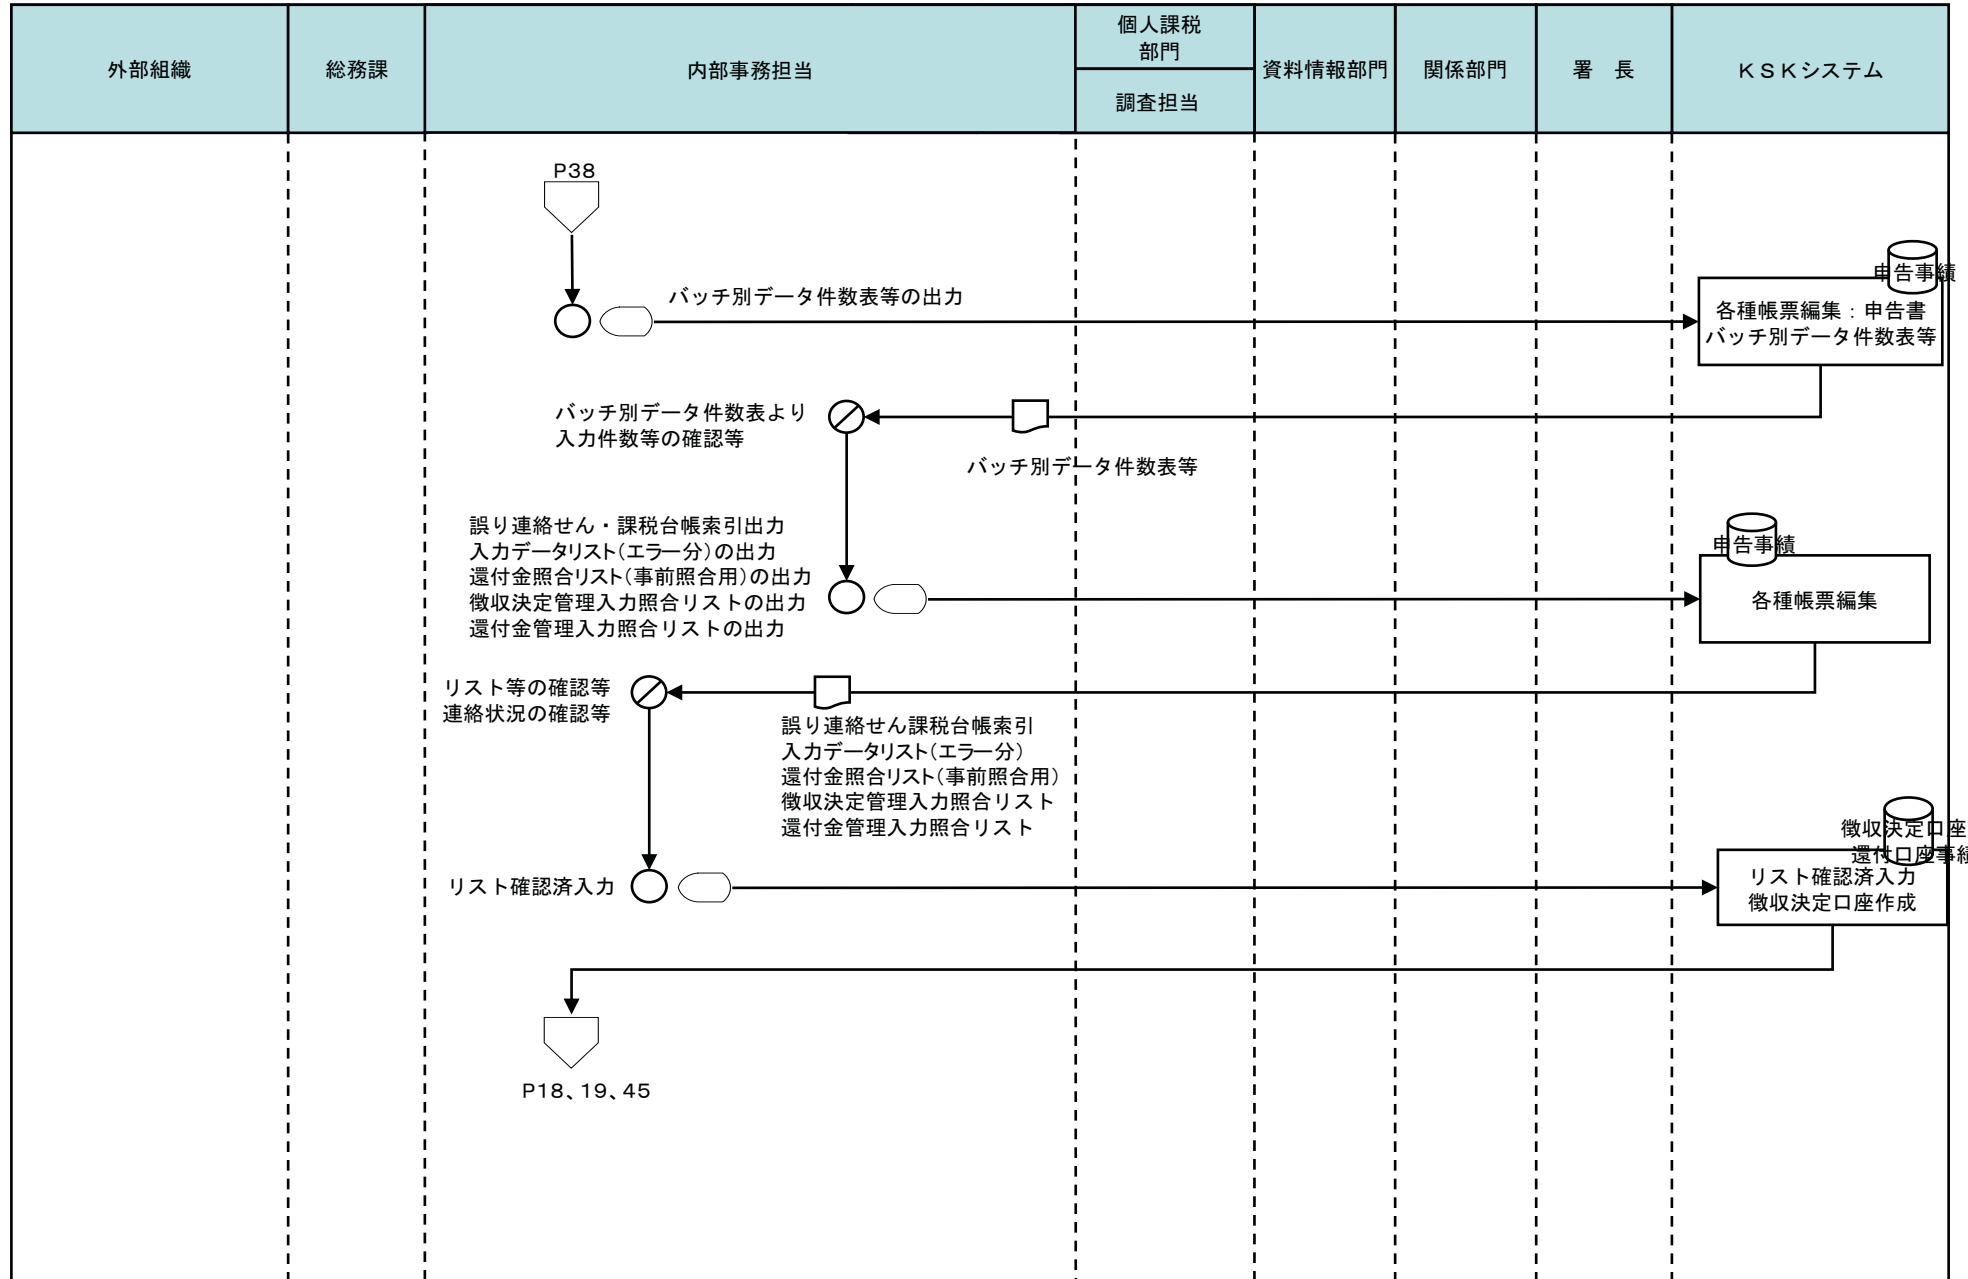 外部組織
総務課
内部事務担当
個人課税
部門
調査担当
資料情報部門
関係部門
署　長
ＫＳＫシステム
P38
バッチ別データ件数表等の出力
申告事績
各種帳票編集：申告書
バッチ別データ件数表等
バッチ別データ件数表より
入力件数等の確認等
バッチ別データ件数表等
誤り連絡せん・課税台帳索引出力
入力データリスト(エラー分)の出力
還付金照合リスト(事前照合用)の出力
徴収決定管理入力照合リストの出力
還付金管理入力照合リストの出力
申告事績
各種帳票編集
リスト等の確認等
連絡状況の確認等
誤り連絡せん課税台帳索引
入力データリスト(エラー分)
還付金照合リスト(事前照合用)
徴収決定管理入力照合リスト
還付金管理入力照合リスト
徴収決定口座
還付口座事績
リスト確認済入力
リスト確認済入力
徴収決定口座作成
P18、19、45